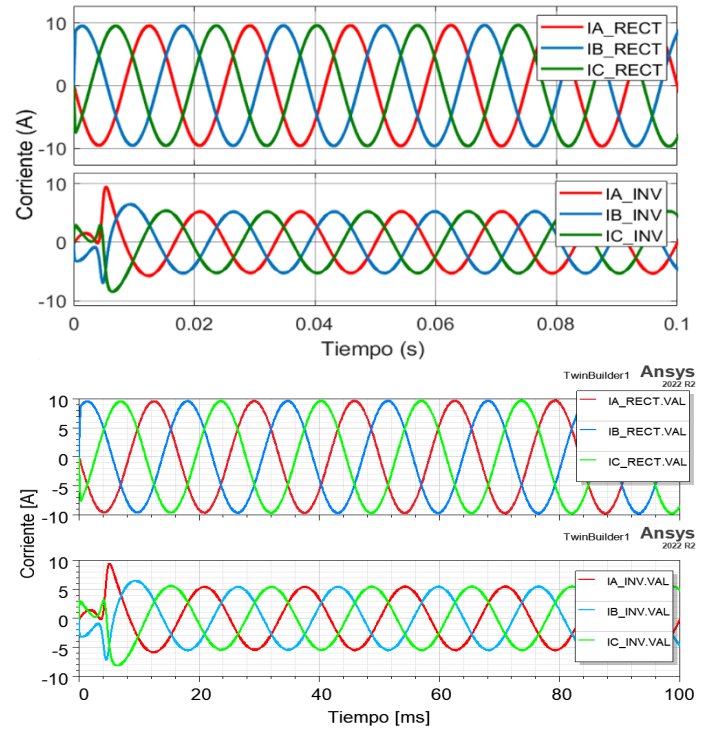 10
0
-10
IA_RECT
IB_RECT
IC_RECT
Corriente (A)
10
0
-10
IA_INV
IB_INV
IC_INV
0
0.02
0.04
0.06
0.08
0.1
Tiempo (s)
TwinBuilder1 Ansys
2022 R2
10
5
0
-5
-10
IA_RECT.VAL
IB_RECT.VAL
IC_RECT.VAL
Corriente [A]
TwinBuilder1 Ansys
2022 R2
10
5
0
-5
-10
IA_INV.VAL
IB_INV.VAL
IC_INV.VAL
0
20
40
60
80
100
Tiempo [ms]